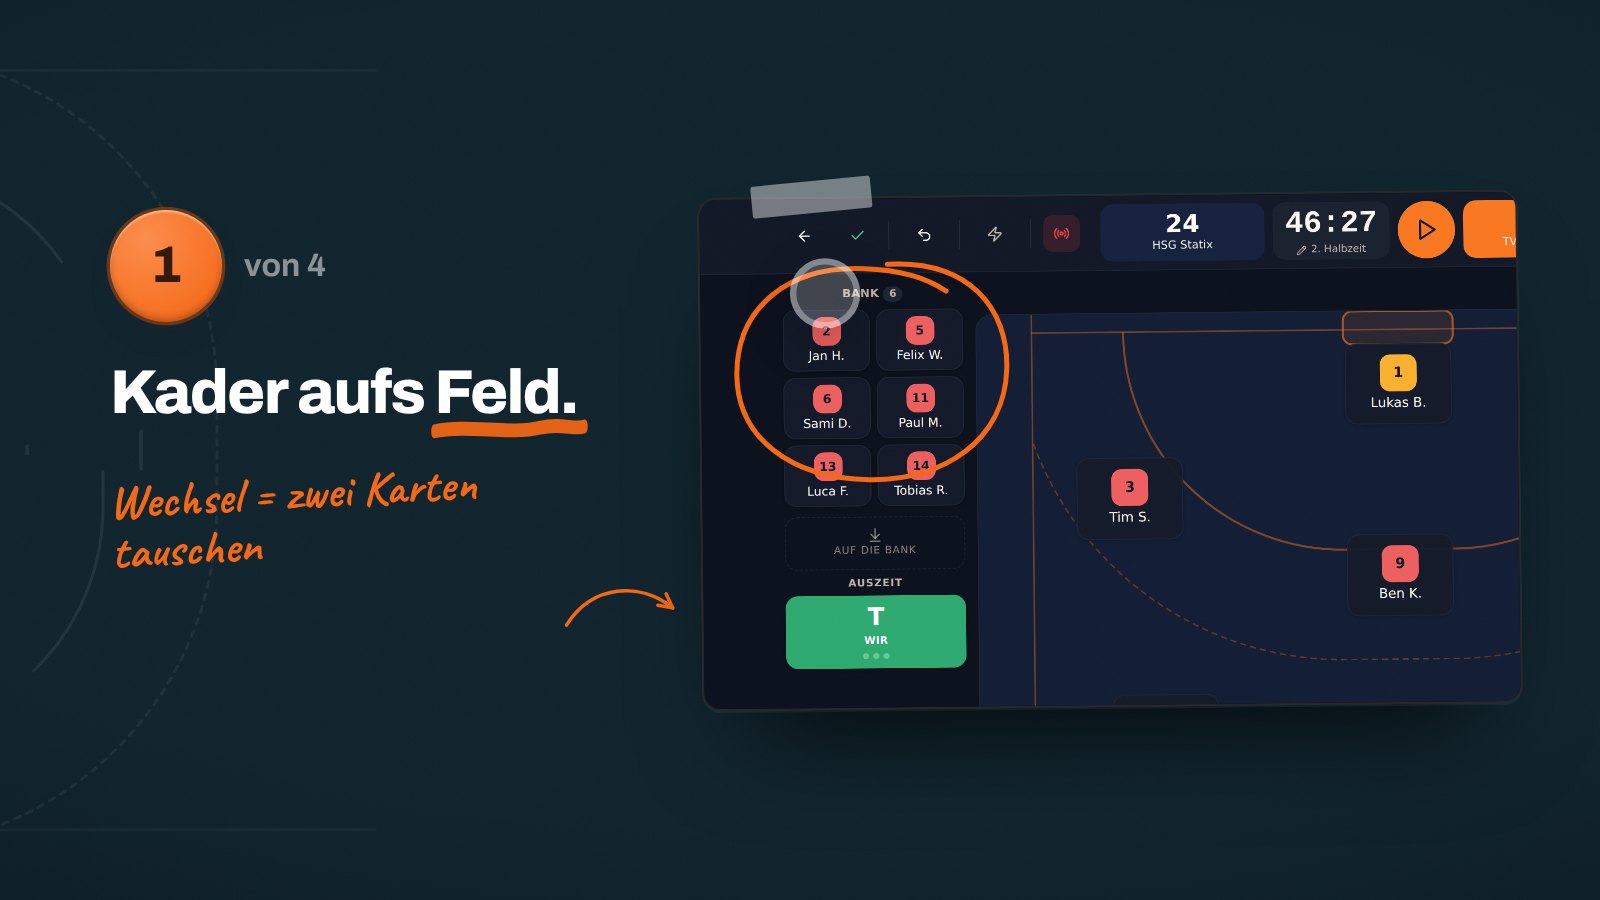 1 von 4
Kader aufs Feld.
Wechsel = zwei Karten
tauschen
24
HSG Statix
46:27
2. Halbzeit
TV
BANK 6
2
Jan H.
5
Felix W.
6
Sami D.
11
Paul M.
13
Luca F.
14
Tobias R.
AUF DIE BANK
AUSZEIT
T
WIR
1
Lukas B.
3
Tim S.
9
Ben K.